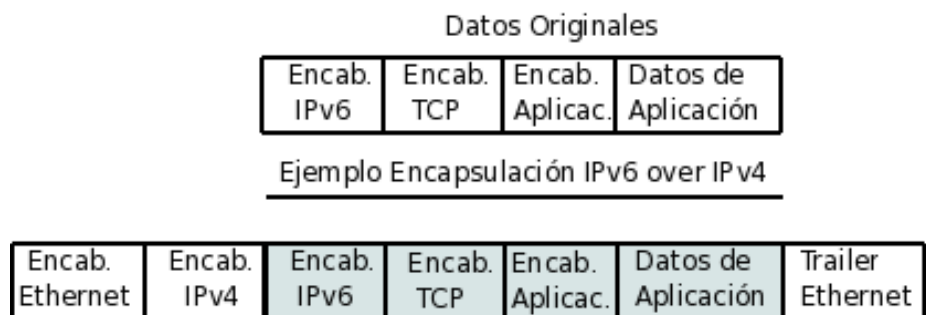 Datos Originales
Encab. Encab. Encab. Datos de
IPv6 TCP Aplicac. Aplicación
Ejemplo Encapsulación IPv6 over IPv4
Encab. Encab. Encab. Encab. Encab. Datos de Trailer
Ethernet IPv4 IPv6 TCP Aplicac. Aplicación Ethernet